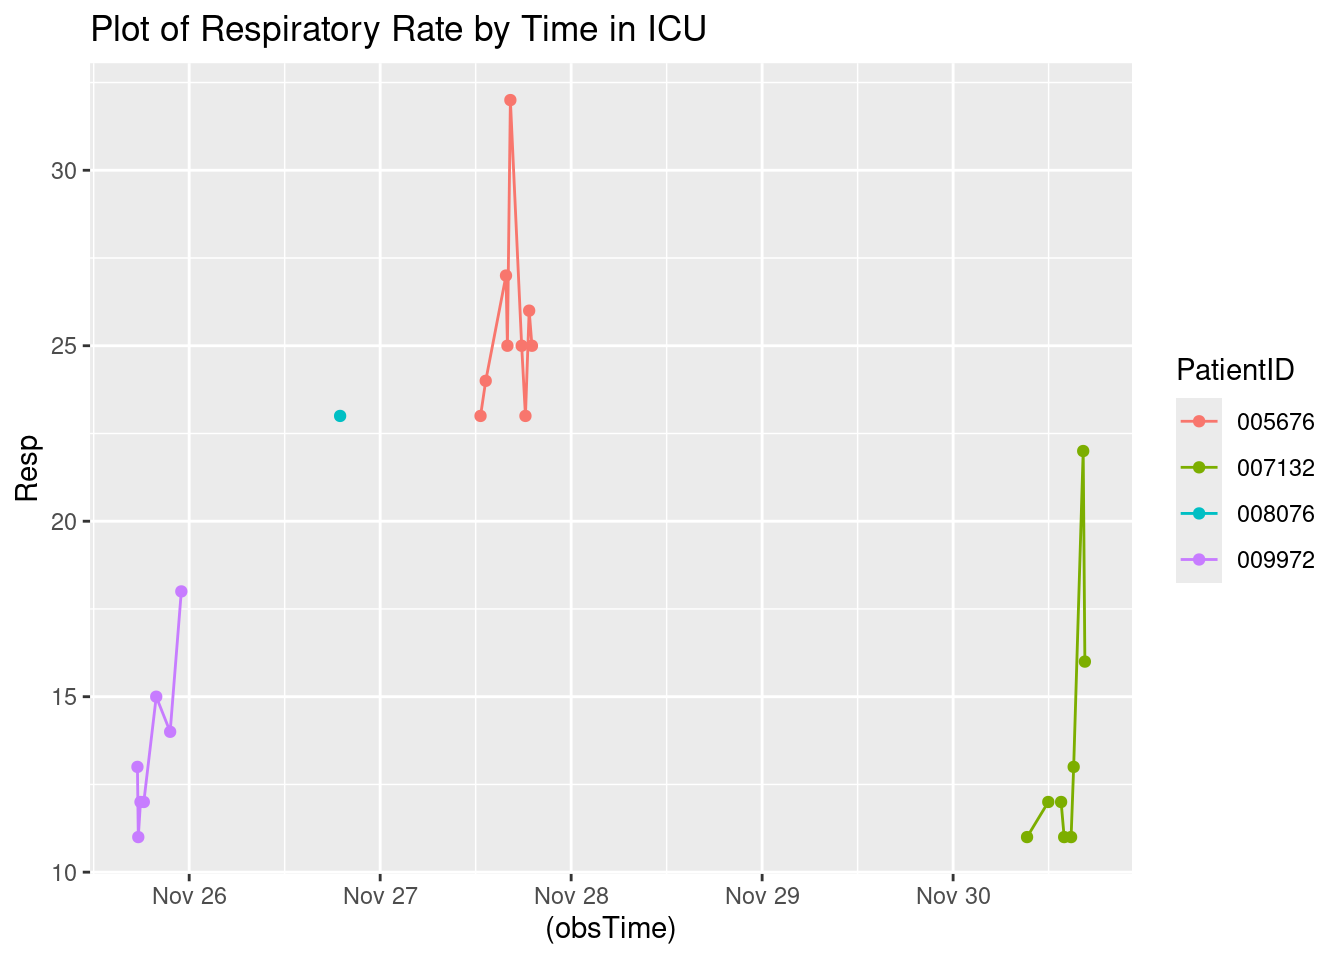 Plot of Respiratory Rate by Time in ICU
30
25
20
15
10
Resp
Nov 26
Nov 27
Nov 28
Nov 29
Nov 30
(obsTime)
PatientID
005676
007132
008076
009972